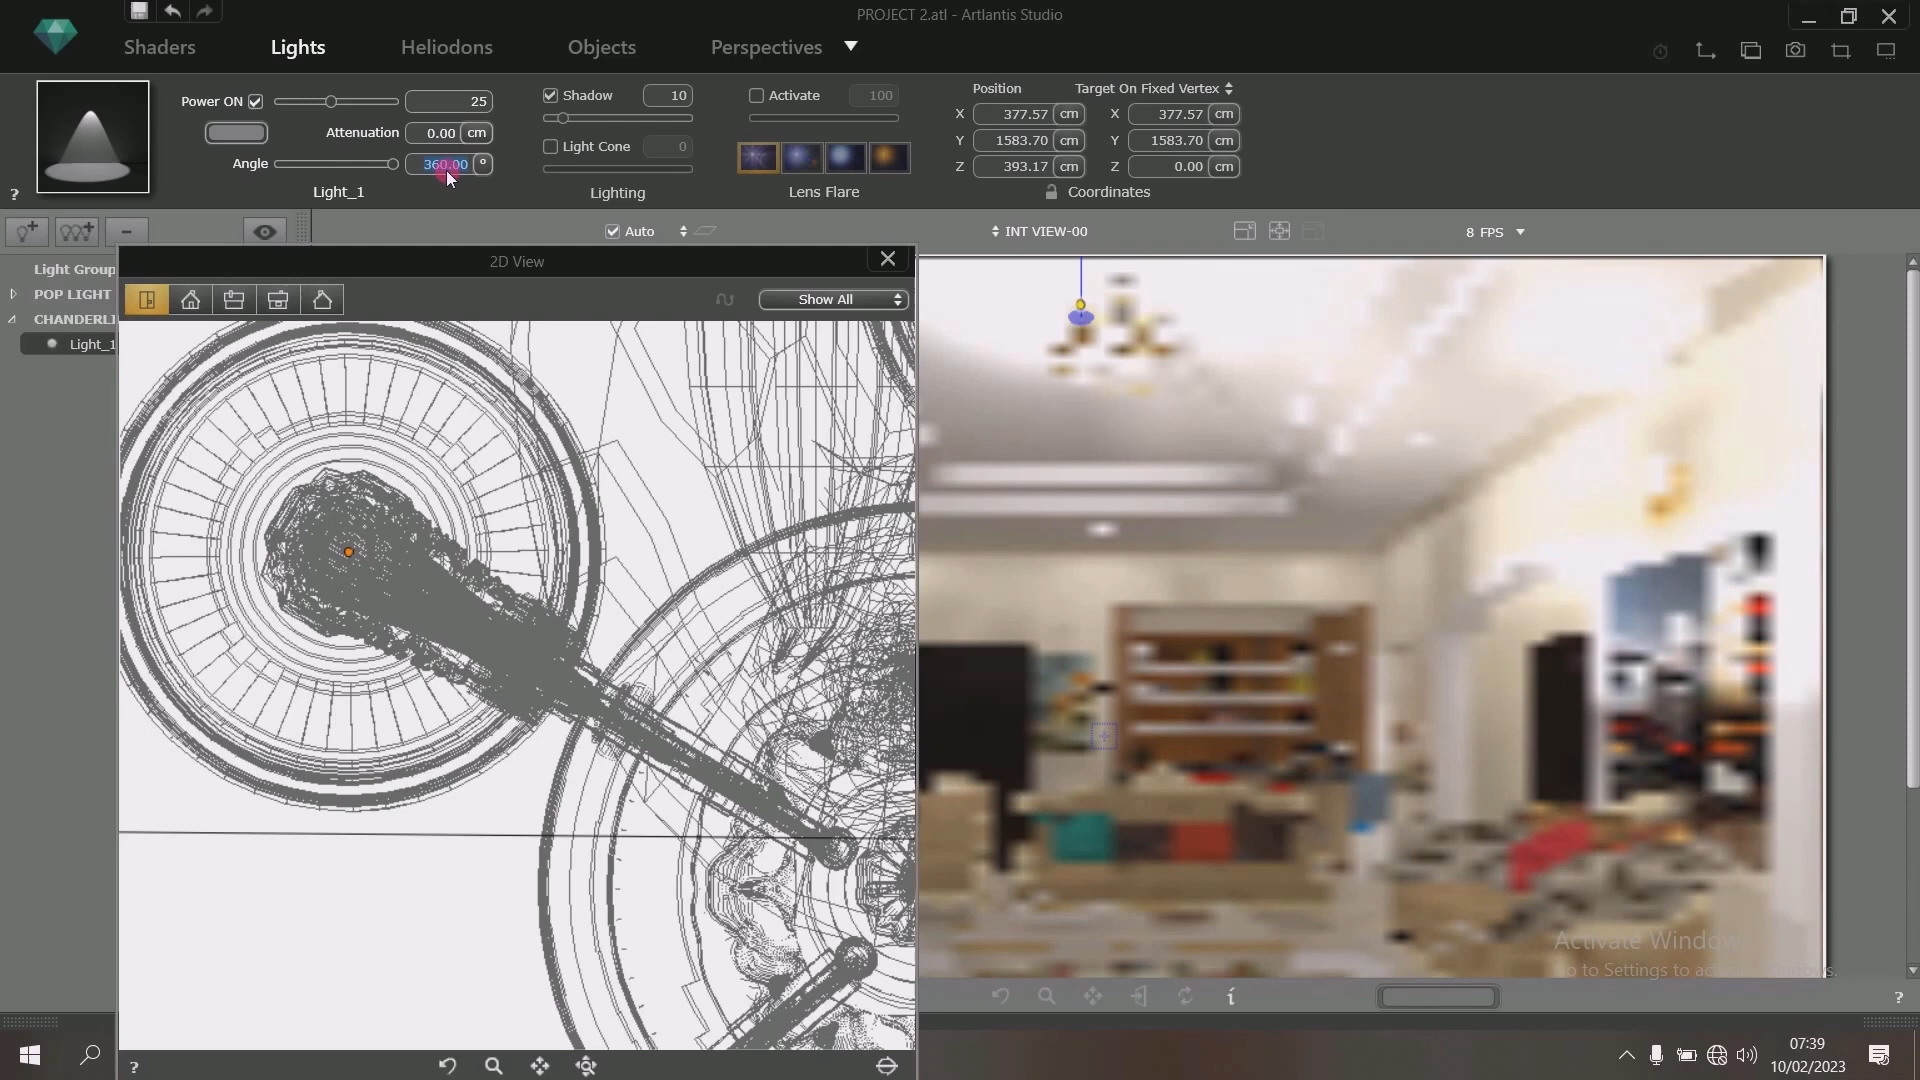 PROJECT 2.atl - Artlantis Studio
Shaders
Lights
Heliodons
Objects
Perspectives
Power ON
25
Attenuation
0.00
cm
Angle
360.00
°
Light_1
Shadow
10
Light Cone
0
Lighting
Activate
100
Lens Flare
Position
Target On Fixed Vertex
X
377.57
cm
X
377.57
cm
Y
1583.70
cm
Y
1583.70
cm
Z
393.17
cm
Z
0.00
cm
Coordinates
?
Auto
INT VIEW-00
8 FPS
Light Group
POP LIGHT
CHANDERLI
Light_1
2D View
Show All
Activate Window
o to Settings to ac
?
?
07:39
10/02/2023